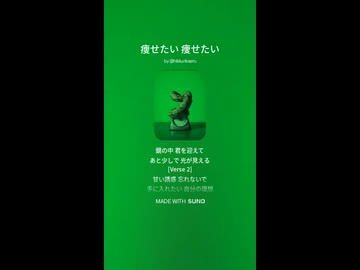 痩せたい 痩せたい
鏡の中 君を迎えて
あと少しで 光が見える
[Verse 2]
甘い誘惑 忘れないで
手に入れたい 自分の理想
MADE WITH SUNO